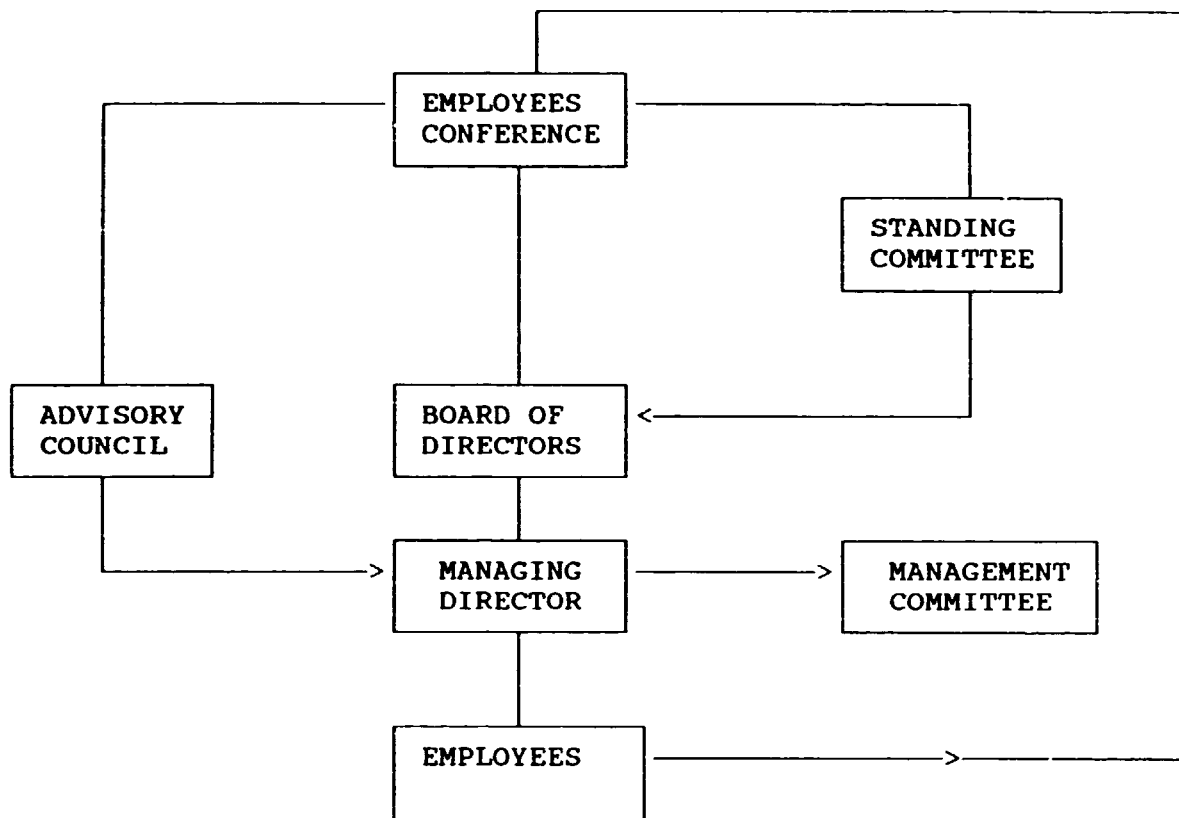 EMPLOYEES
CONFERENCE
STANDING
COMMITTEE
ADVISORY
COUNCIL
BOARD OF
DIRECTORS
MANAGING
DIRECTOR
MANAGEMENT
COMMITTEE
EMPLOYEES